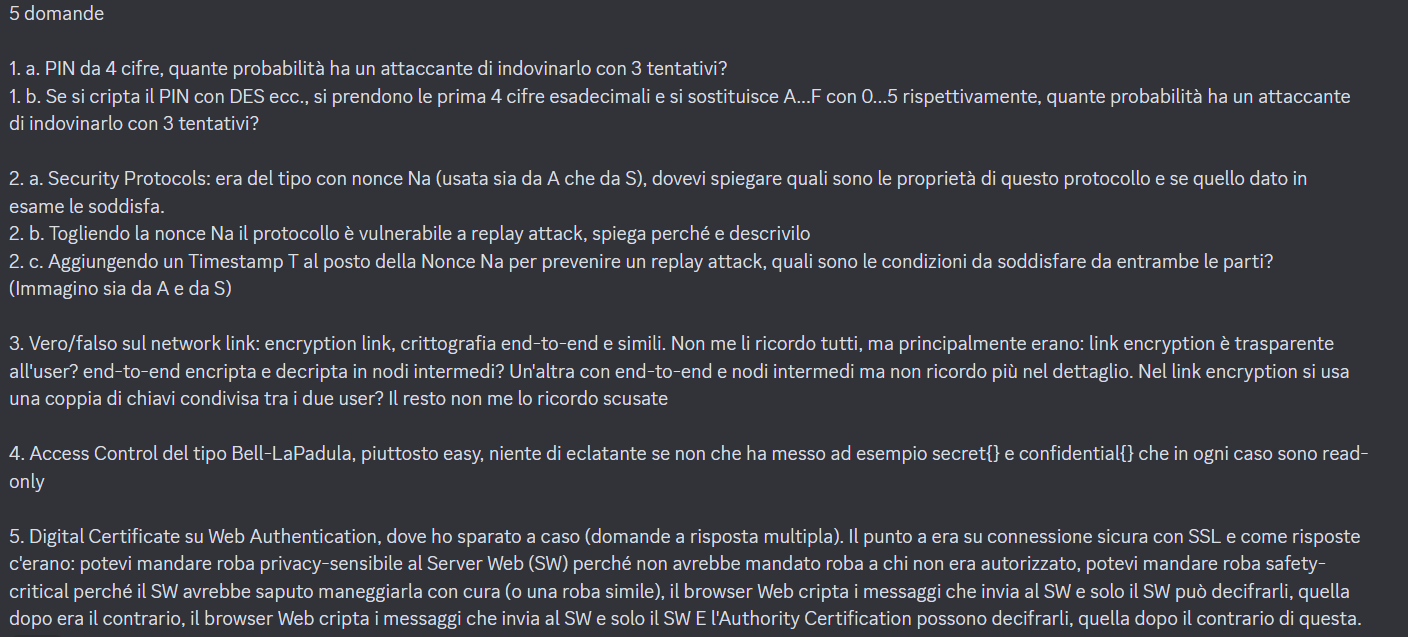 5 domande
1. a. PIN da 4 cifre, quante probabilità ha un attaccante di indovinarlo con 3 tentativi?
1. b. Se si cripta il PIN con DES ecc., si prendono le prima 4 cifre esadecimali e si sostituisce A...F con 0...5 rispettivamente, quante probabilità ha un attaccante
di indovinarlo con 3 tentativi?
2. a. Security Protocols: era del tipo con nonce Na (usata sia da A che da S), dovevi spiegare quali sono le proprietà di questo protocollo e se quello dato in
esame le soddisfa.
2. b. Togliendo la nonce Na il protocollo è vulnerabile a replay attack, spiega perché e descrivilo
2. c. Aggiungendo un Timestamp T al posto della Nonce Na per prevenire un replay attack, quali sono le condizioni da soddisfare da entrambe le parti?
(Immagino sia da A e da S)
3. Vero/falso sul network link: encryption link, crittografia end-to-end e simili. Non me li ricordo tutti, ma principalmente erano: link encryption è trasparente
all'user? end-to-end encripta e decripta in nodi intermedi? Un'altra con end-to-end e nodi intermedi ma non ricordo più nel dettaglio. Nel link encryption si usa
una coppia di chiavi condivisa tra i due user? Il resto non me lo ricordo scusate
4. Access Control del tipo Bell-LaPadula, piuttosto easy, niente di eclatante se non che ha messo ad esempio secret{} e confidential{} che in ogni caso sono read-
only
5. Digital Certificate su Web Authentication, dove ho sparato a caso (domande a risposta multipla). Il punto a era su connessione sicura con SSL e come risposte
c'erano: potevi mandare roba privacy-sensibile al Server Web (SW) perché non avrebbe mandato roba a chi non era autorizzato, potevi mandare roba safety-
critical perché il SW avrebbe saputo maneggiarla con cura (o una roba simile), il browser Web cripta i messaggi che invia al SW e solo il SW può decifrarli, quella
dopo era il contrario, il browser Web cripta i messaggi che invia al SW e solo il SW E l'Authority Certification possono decifrarli, quella dopo il contrario di questa.